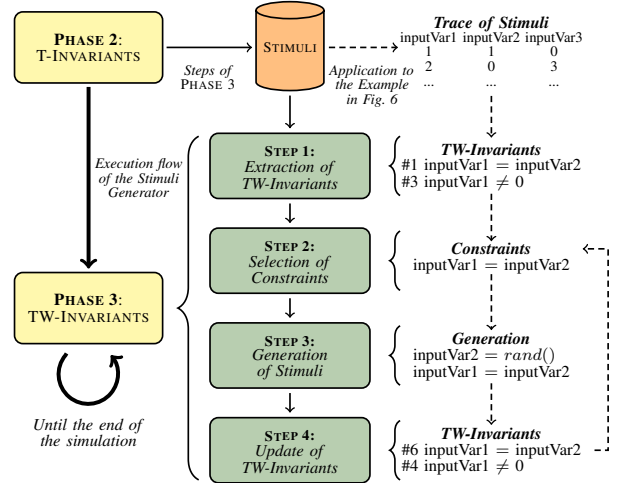 PHASE 2:
T-INVARIANTS
Steps of
PHASE 3
STIMULI
Application to
the Example
in Fig. 6
Trace of Stimuli
inputVar1 inputVar2 inputVar3
1 1 0
2 0 3
... ... ...
Execution flow
of the Stimuli
Generator
STEP 1:
Extraction of
TW-Invariants
TW-Invariants
#1 inputVar1 = inputVar2
#3 inputVar1 ≠ 0
STEP 2:
Selection of
Constraints
Constraints
inputVar1 = inputVar2
PHASE 3:
TW-INVARIANTS
STEP 3:
Generation
of Stimuli
Generation
inputVar2 = rand()
inputVar1 = inputVar2
Until the end of
the simulation
STEP 4:
Update of
TW-Invariants
TW-Invariants
#6 inputVar1 = inputVar2
#4 inputVar1 ≠ 0